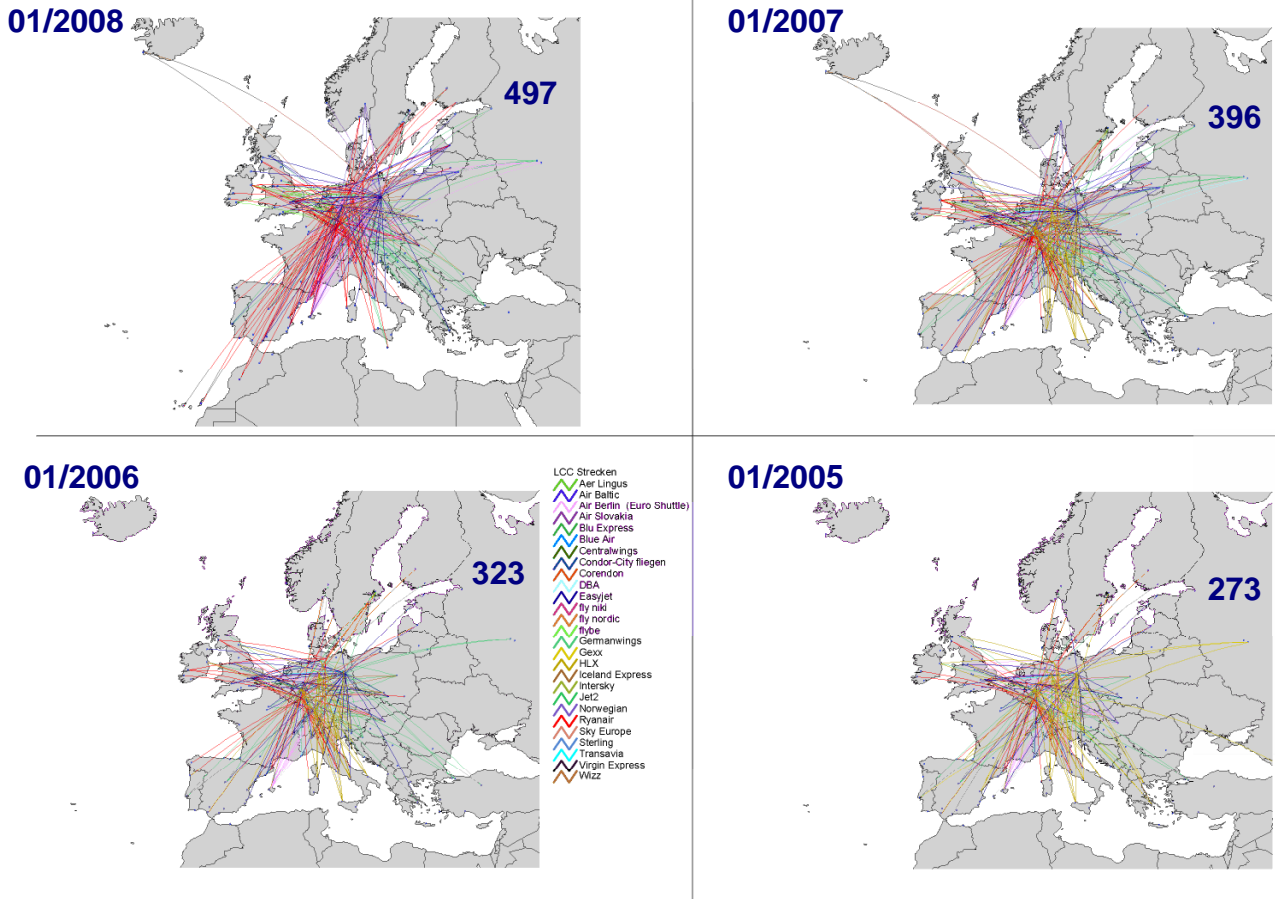 01/2008
497
01/2007
396
01/2006
323
LCC Strecken
Aer Lingus
Air Baltic
Air Berlin (Euro Shuttle)
Air Slovakia
Blu Express
Blue Air
Centralwings
Condor-City fliegen
Corendon
DBA
Easyjet
fly niki
fly nordic
flybe
Germanwings
Gexx
HLX
Iceland Express
Intersky
Jet2
Norwegian
Ryanair
Sky Europe
Sterling
Transavia
Virgin Express
Wizz
01/2005
273